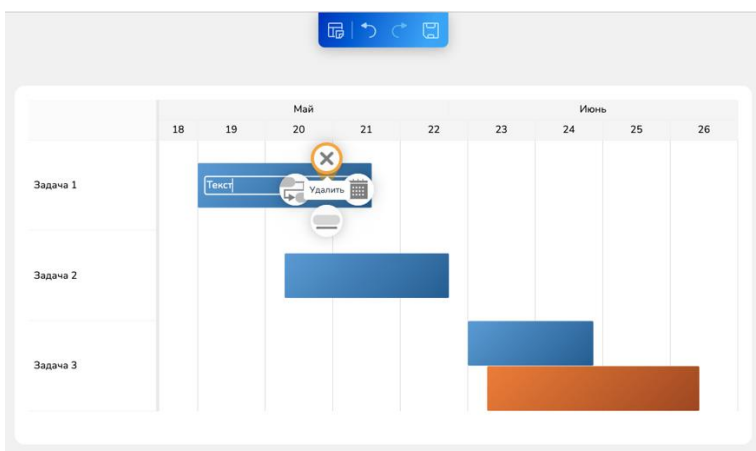 Май Июнь
18 19 20 21 22 23 24 25 26
Задача 1
Текст
Удалить
Задача 2
Задача 3